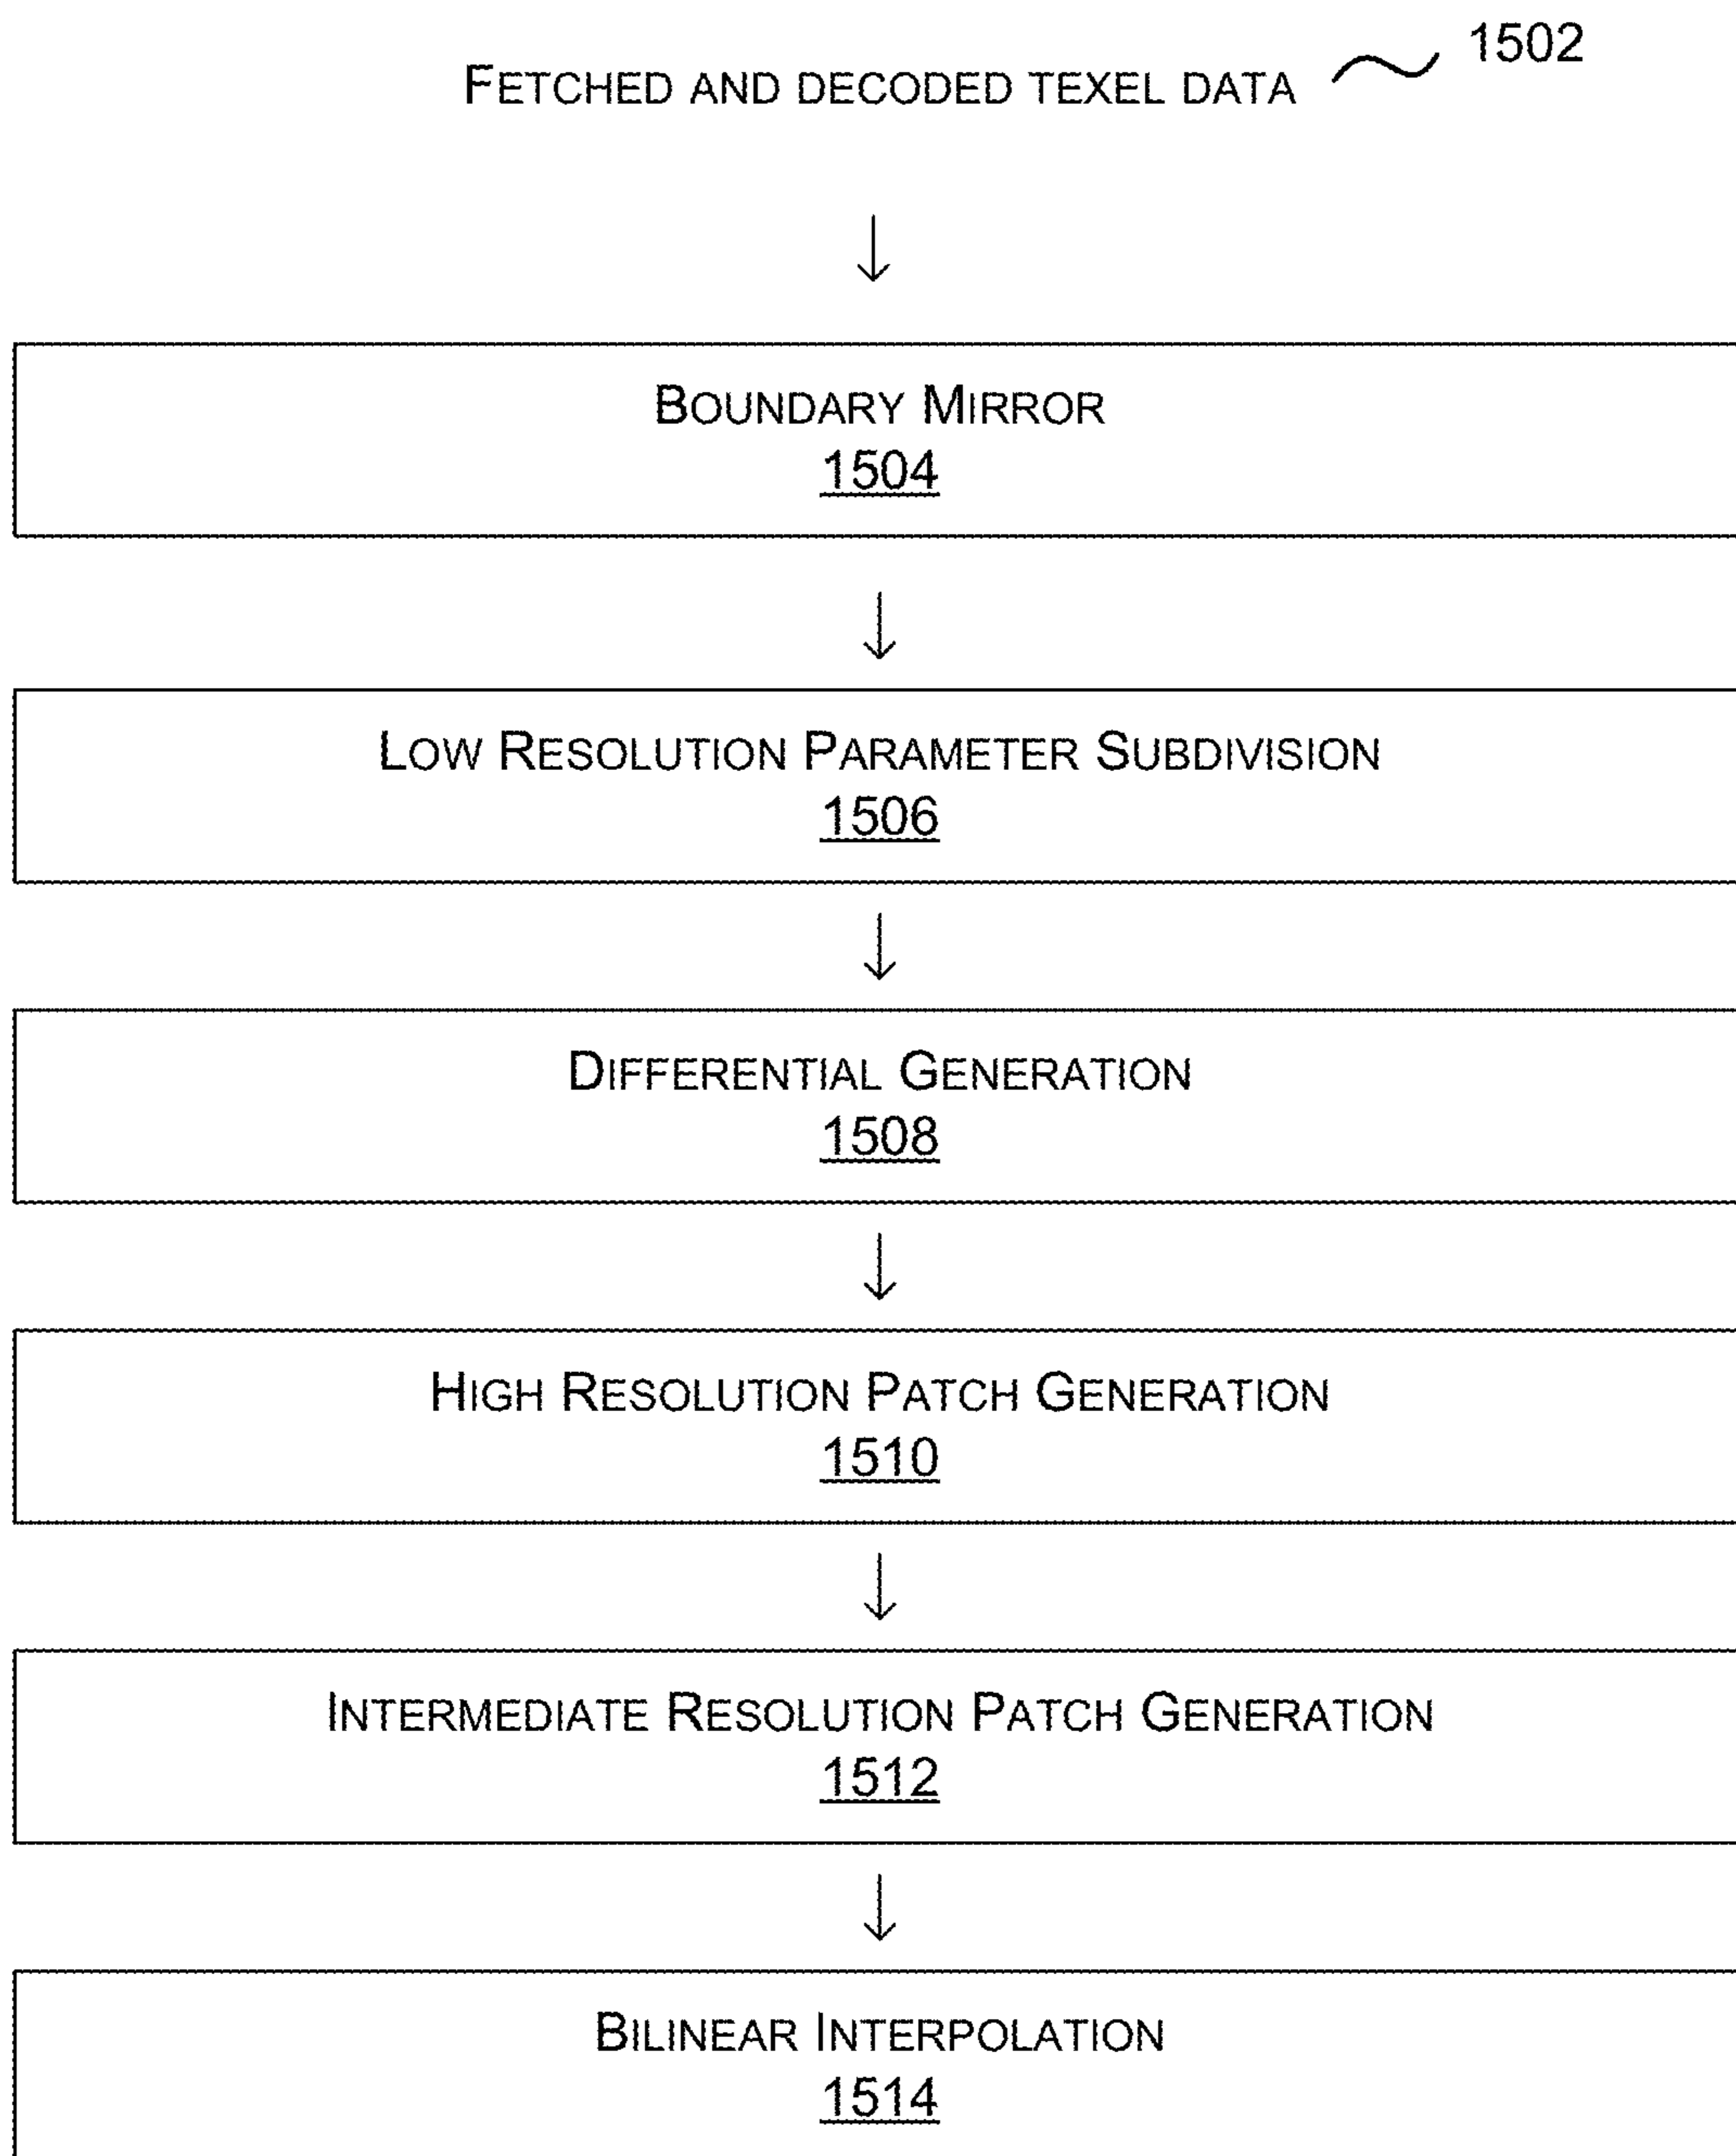 1502
FETCHED AND DECODED TEXEL DATA
BOUNDARY MIRROR
1504
LOW RESOLUTION PARAMETER SUBDIVISION
1506
DIFFERENTIAL GENERATION
1508
HIGH RESOLUTION PATCH GENERATION
1510
INTERMEDIATE RESOLUTION PATCH GENERATION
1512
BILINEAR INTERPOLATION
1514